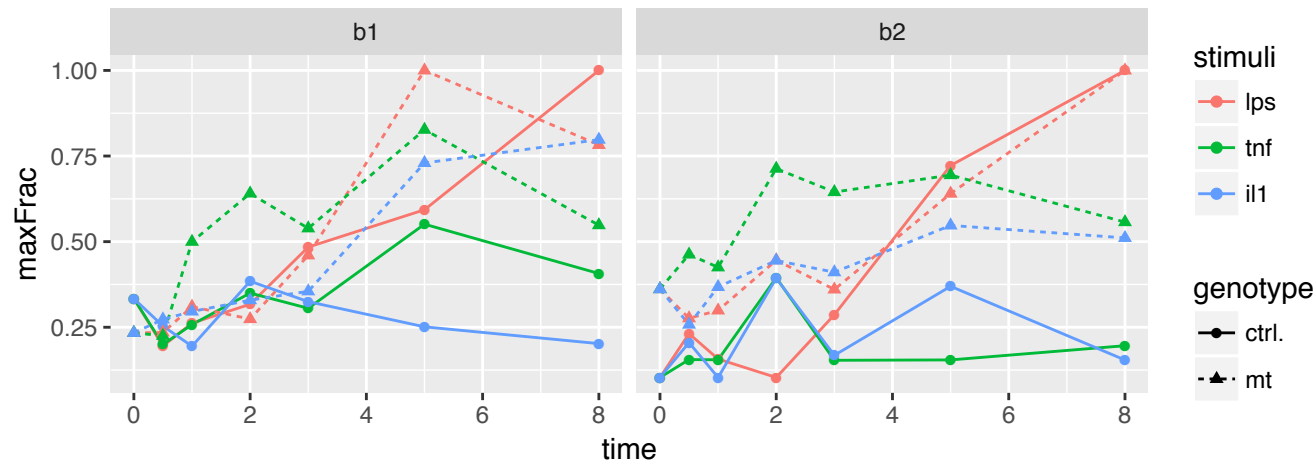 b1 b2
stimuli
lps
tnf
il1
genotype
ctrl.
mt
maxFrac
1.00
0.75
0.50
0.25
0 2 4 6 8 0 2 4 6 8
time